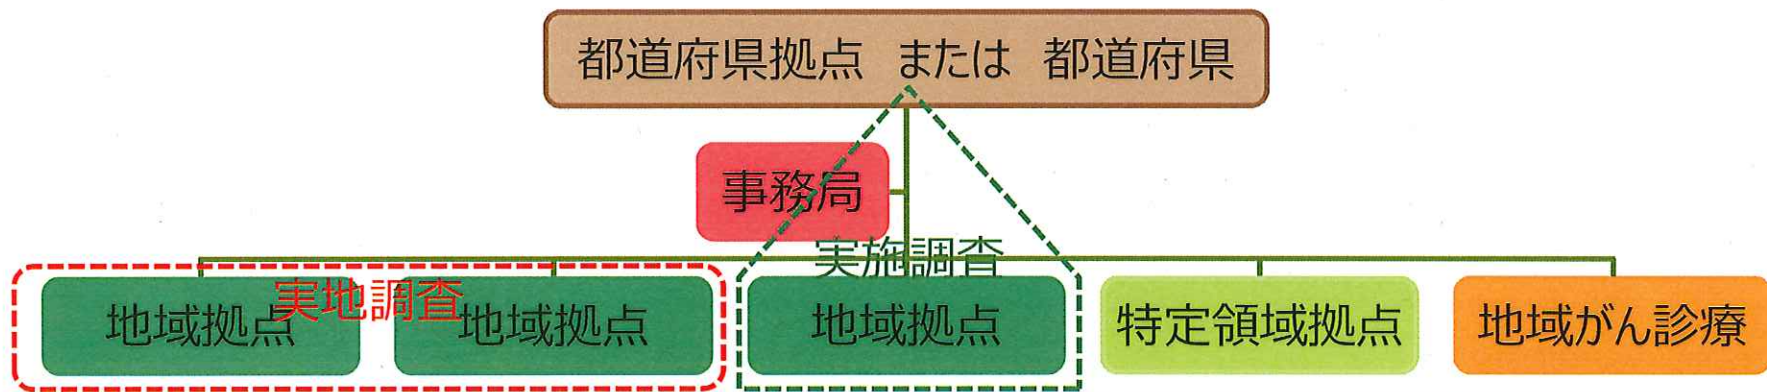 都道府県拠点 または 都道府県
事務局
実施調査
実地調査
地域拠点
地域拠点
地域拠点
特定領域拠点
地域がん診療